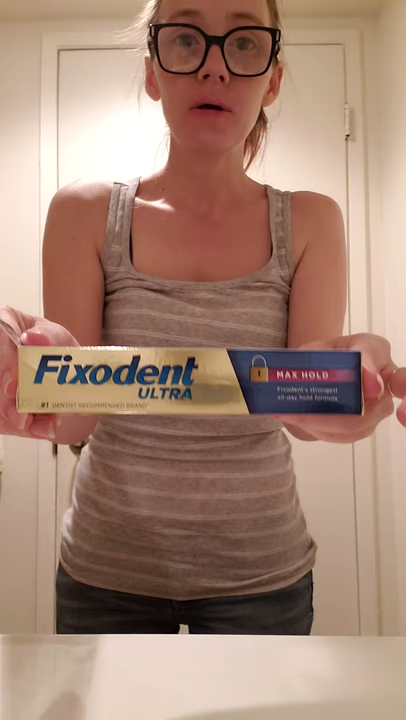 Fixodent
ULTRA
#1 DENTIST RECOMMENDED BRAND*
MAX HOLD
Fixodent's strongest
all-day hold formula